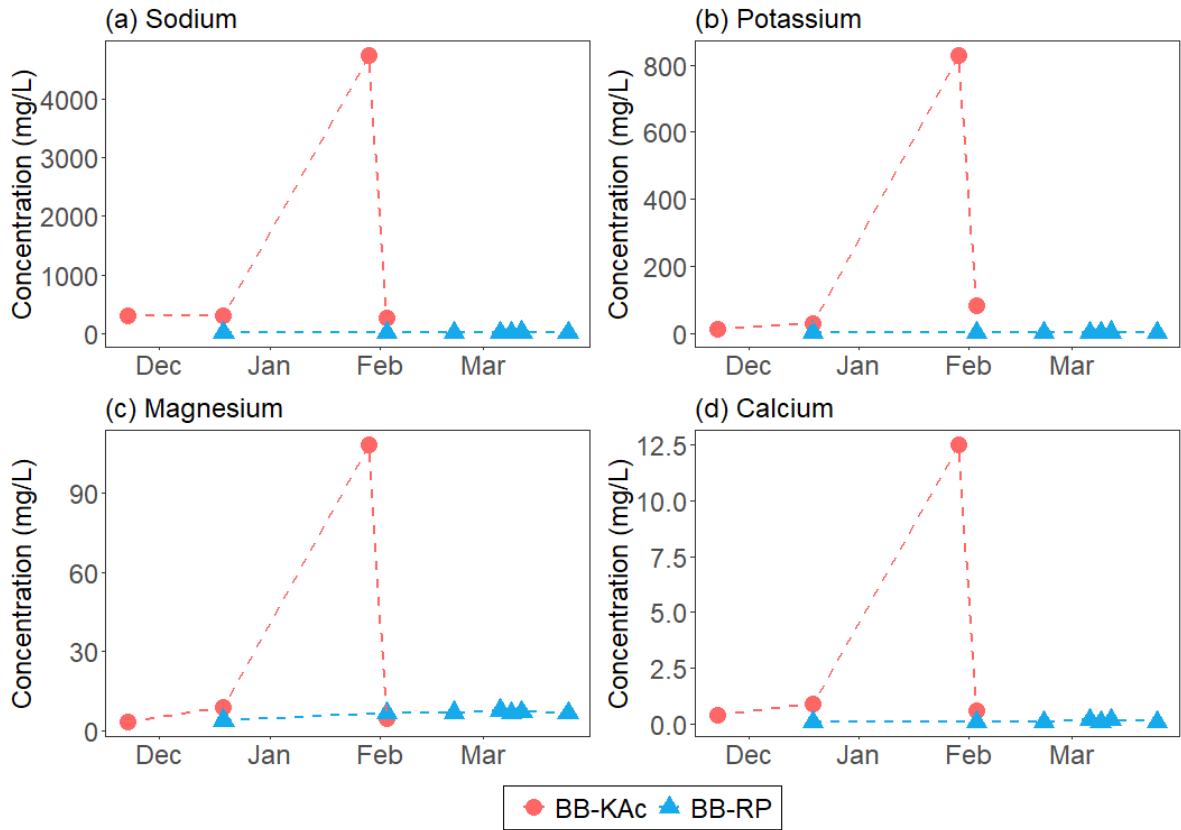 (a) Sodium
Concentration (mg/L)
4000
3000
2000
1000
0
Dec Jan Feb Mar
(b) Potassium
Concentration (mg/L)
800
600
400
200
0
Dec Jan Feb Mar
(c) Magnesium
Concentration (mg/L)
90
60
30
0
Dec Jan Feb Mar
(d) Calcium
Concentration (mg/L)
12.5
10.0
7.5
5.0
2.5
0.0
Dec Jan Feb Mar
BB-KAc BB-RP